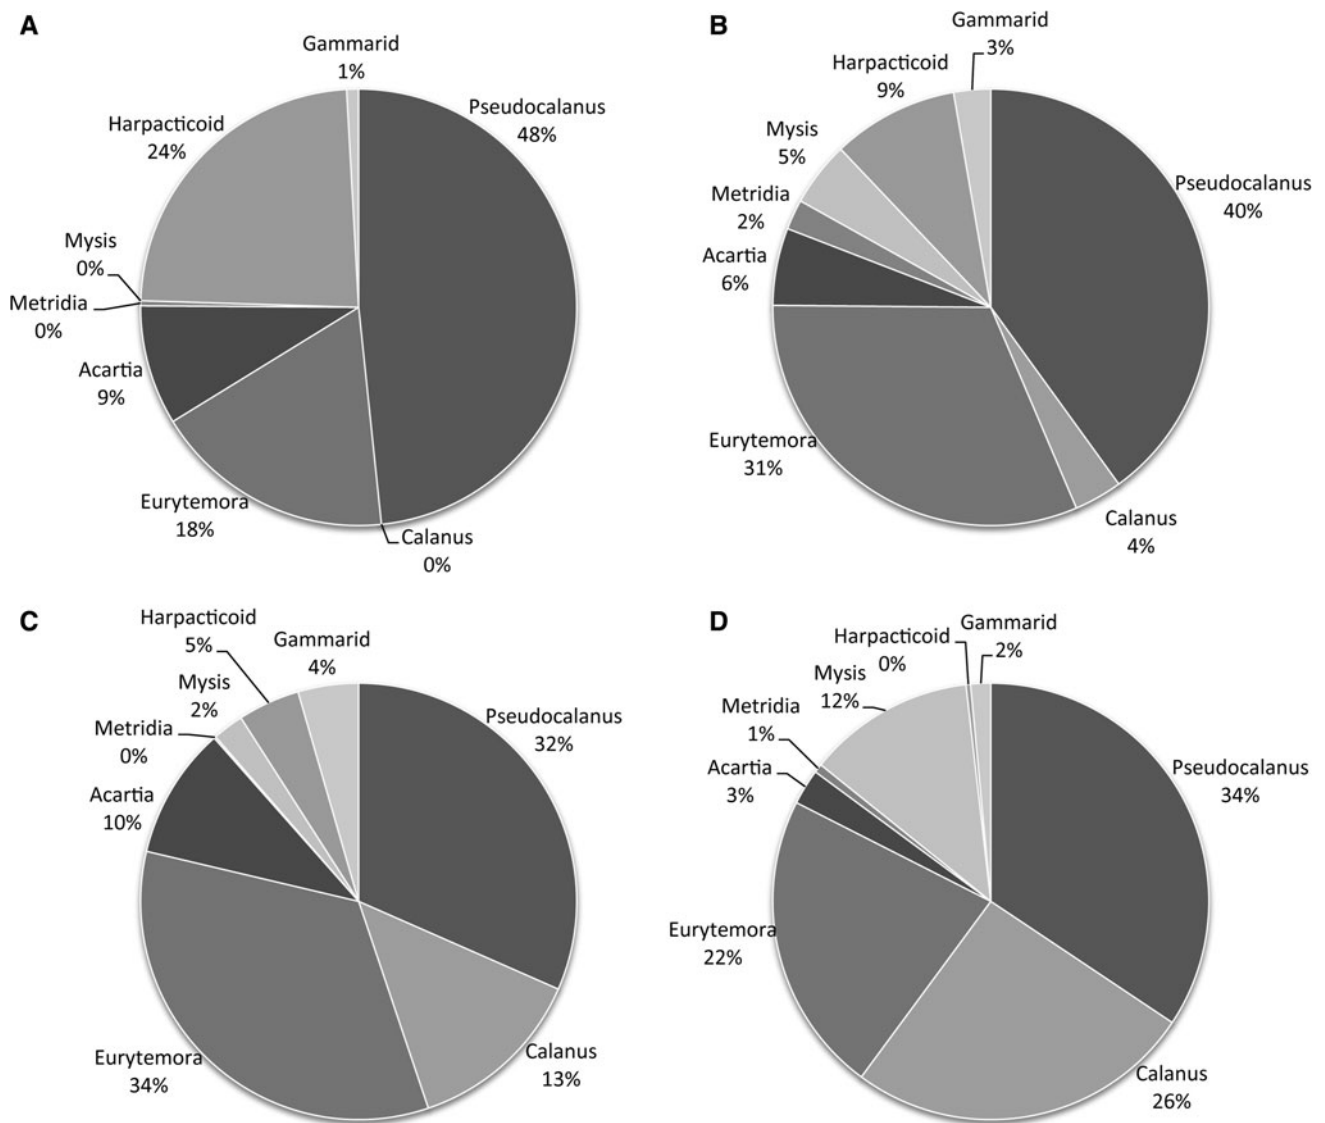 A
Gammarid
1%
Pseudocalanus
48%
Harpacticoid
24%
Mysis
0%
Metridia
0%
Acartia
9%
Eurytemora
18%
Calanus
0%
B
Gammarid
3%
Harpacticoid
9%
Mysis
5%
Metridia
2%
Acartia
6%
Pseudocalanus
40%
Eurytemora
31%
Calanus
4%
C
Harpacticoid
5%
Gammarid
4%
Mysis
2%
Metridia
0%
Acartia
10%
Pseudocalanus
32%
Eurytemora
34%
Calanus
13%
D
Gammarid
2%
Harpacticoid
0%
Mysis
12%
Metridia
1%
Acartia
3%
Pseudocalanus
34%
Eurytemora
22%
Calanus
26%